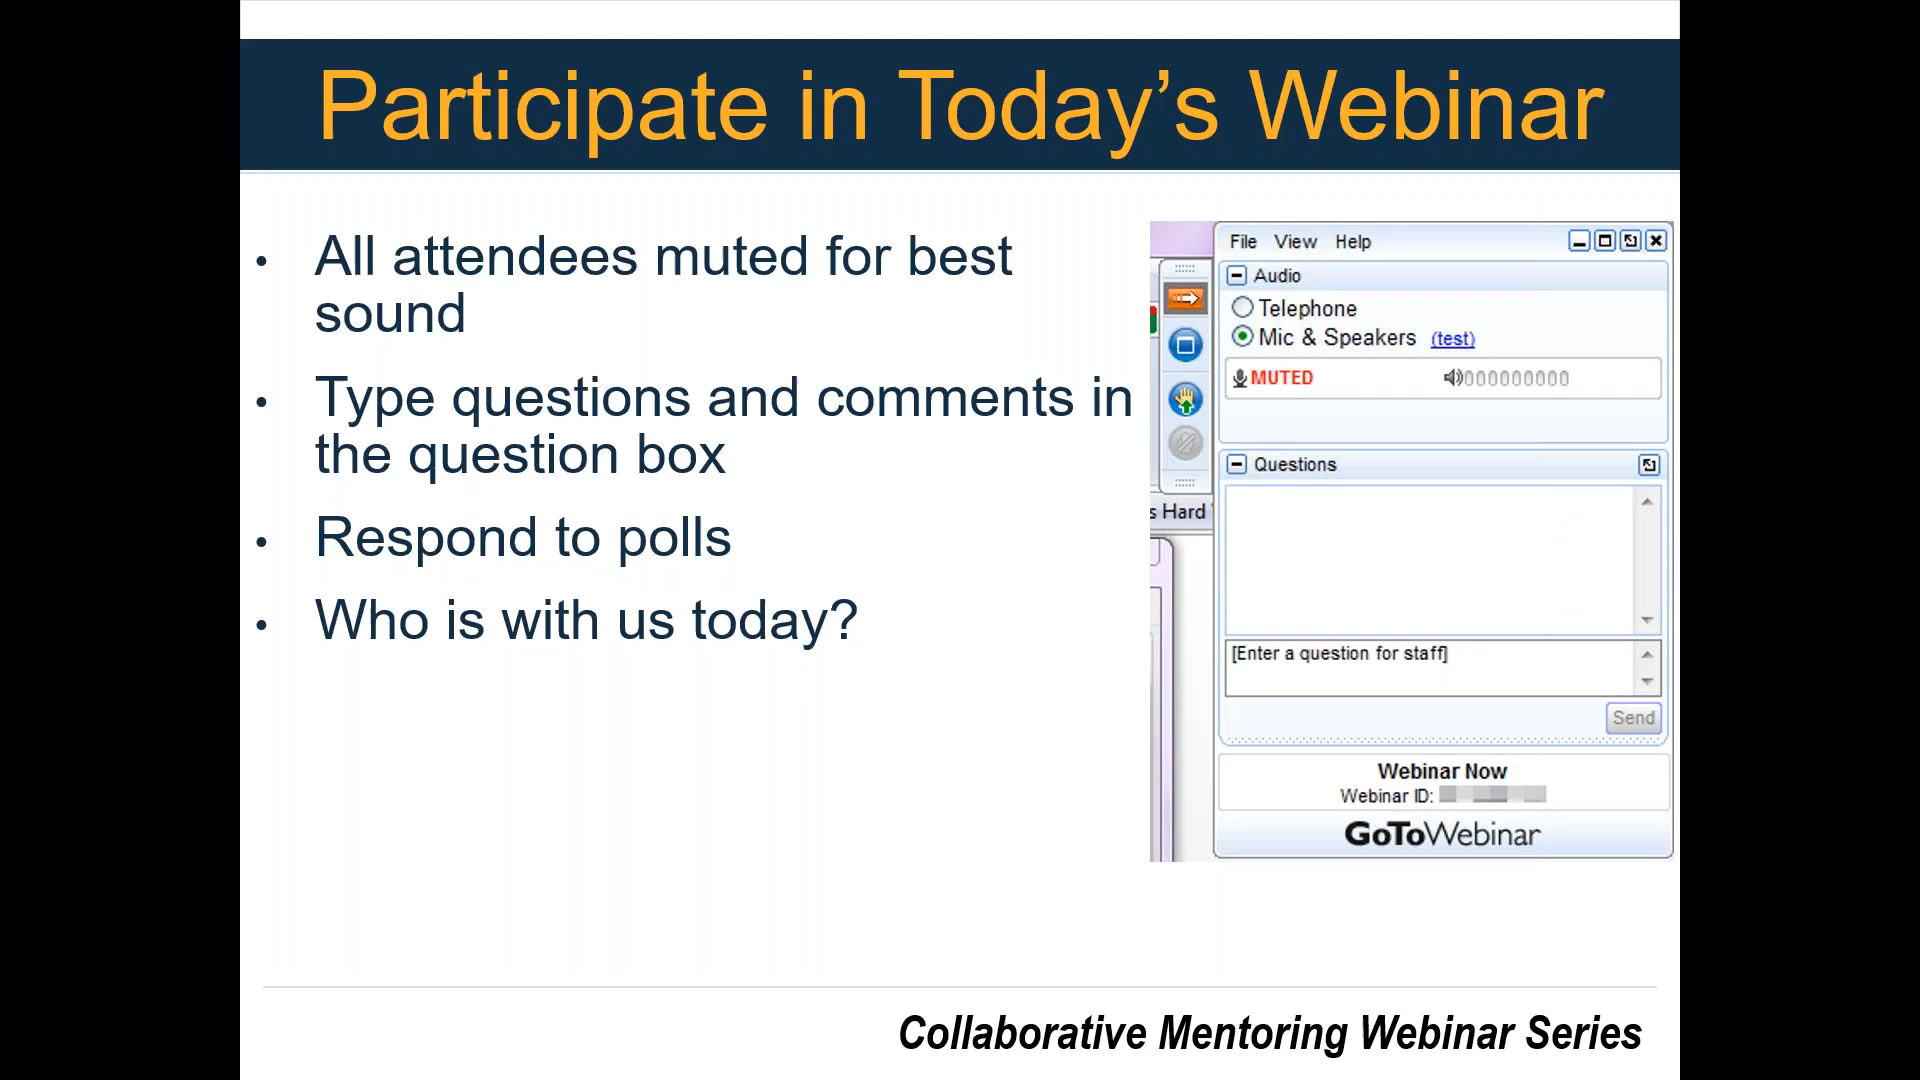 Participate in Today’s Webinar
• All attendees muted for best
sound
• Type questions and comments in
the question box
• Respond to polls
• Who is with us today?
File View Help
Audio
Telephone
Mic & Speakers (test)
MUTED 000000000
Questions
s Hard
[Enter a question for staff]
Send
Webinar Now
Webinar ID:
GoToWebinar
Collaborative Mentoring Webinar Series